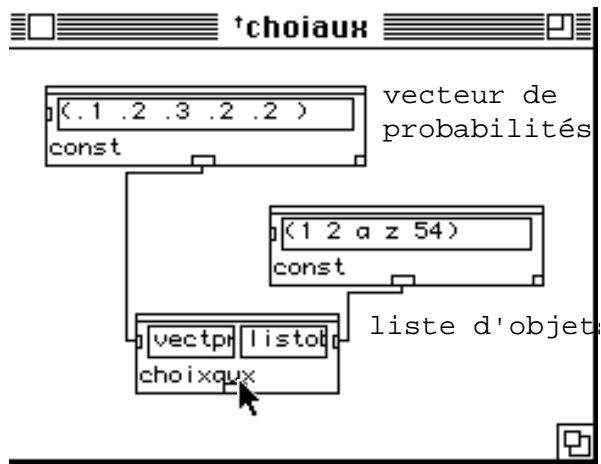 †choiaux
(.1 .2 .3 .2 .2 )
const
vecteur de
probabilités
(1 2 a z 54)
const
liste d'objets
vectpr listob
choixaux